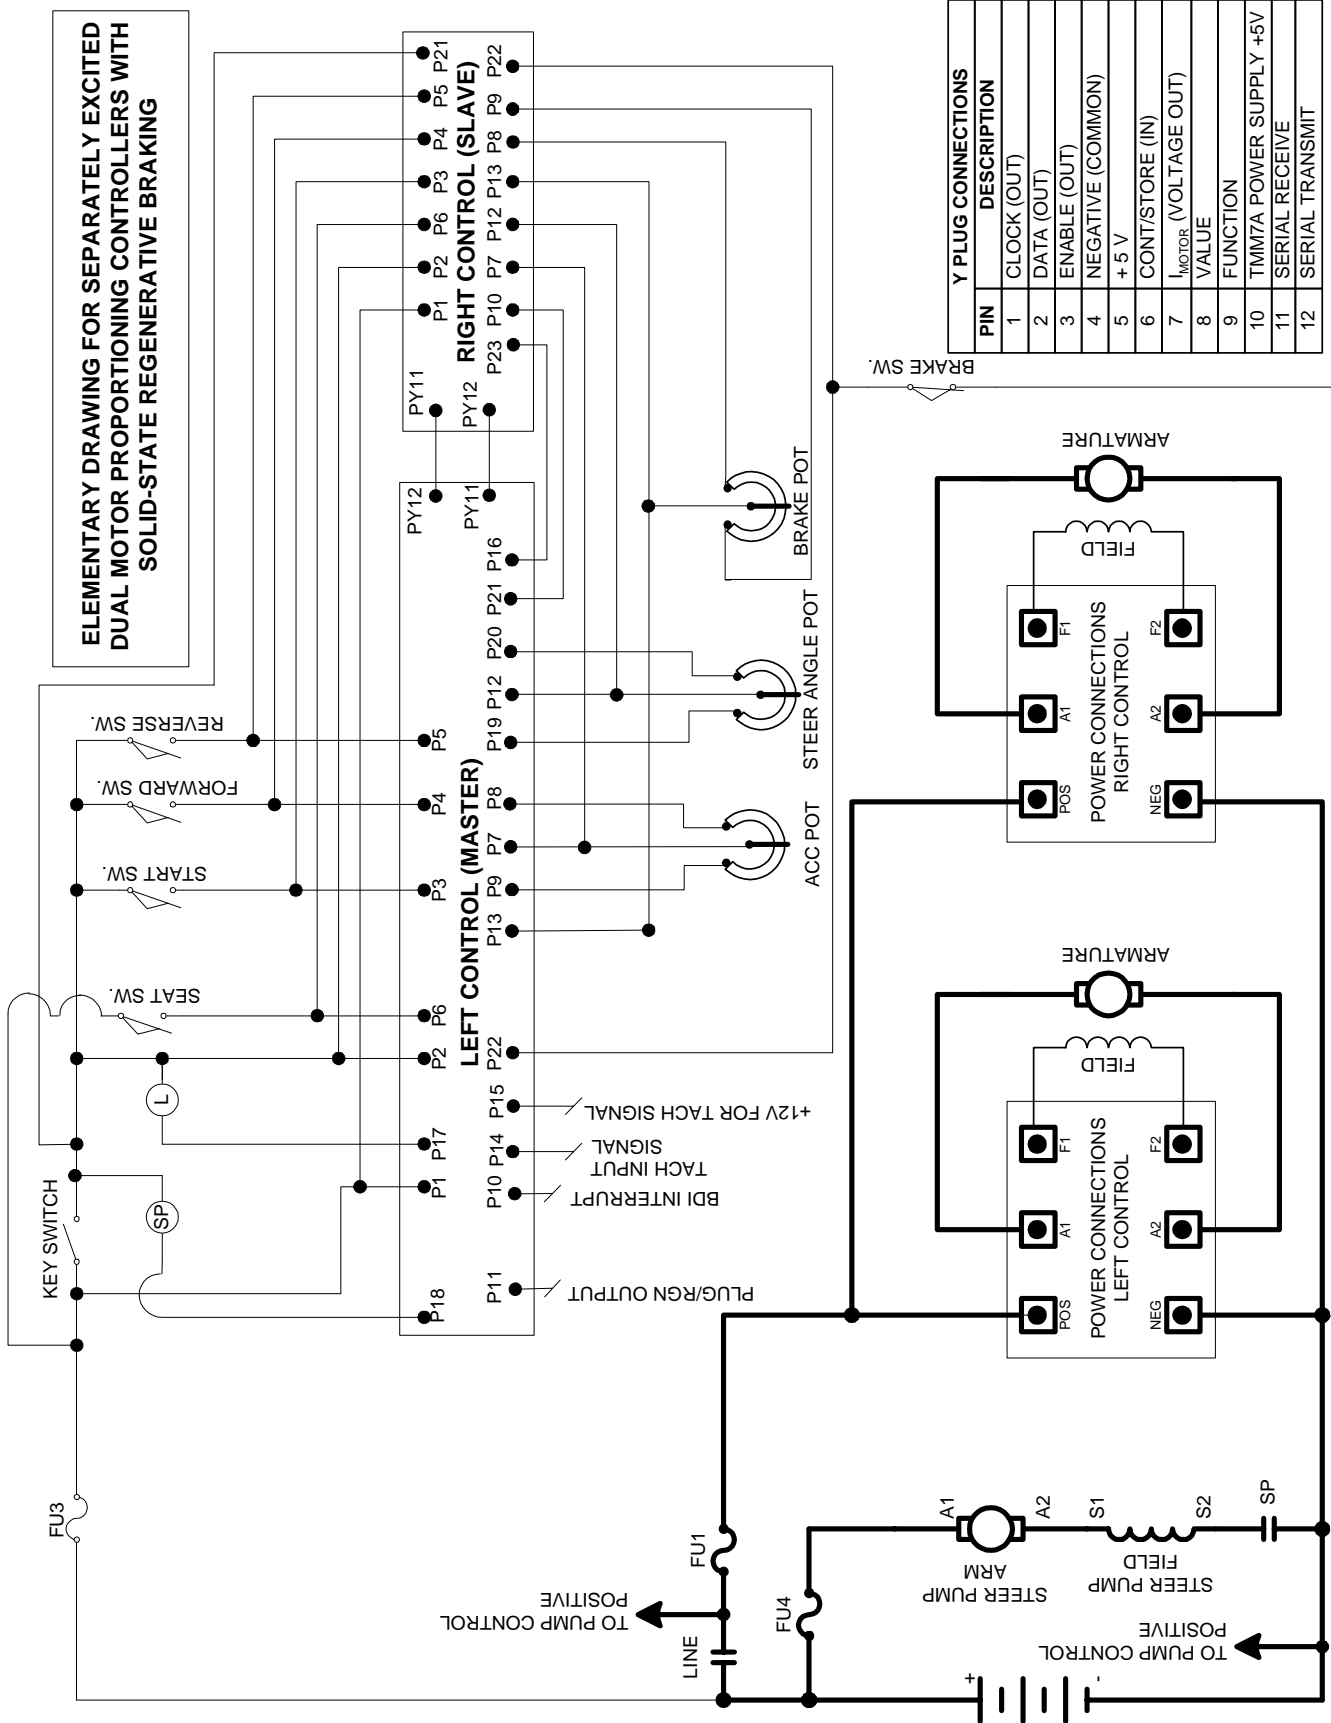 ELEMENTARY DRAWING FOR SEPARATELY EXCITED
DUAL MOTOR PROPORTIONING CONTROLLERS WITH
SOLID-STATE REGENERATIVE BRAKING
FU3
KEY SWITCH
SP
L
SEAT SW.
START SW.
FORWARD SW.
REVERSE SW.
P18
P1
P17
P2
P6
P3
P4
P5
LEFT CONTROL (MASTER)
P11
P10
P14
P15
P22
P13
P9
P7
P8
P19
P12
P20
P21
P16
PY12
PY11
PY11
PY12
P1
P2
P6
P3
P4
P5
P21
RIGHT CONTROL (SLAVE)
P23
P10
P7
P12
P13
P8
P9
P22
PLUG/RGN OUTPUT
BDI INTERRUPT
TACH INPUT
SIGNAL
+12V FOR TACH SIGNAL
ACC POT
STEER ANGLE POT
BRAKE POT
BRAKE SW.
TO PUMP CONTROL
POSITIVE
LINE
FU1
FU4
+
-
A1
A2
STEER PUMP
ARM
S1
S2
STEER PUMP
FIELD
SP
TO PUMP CONTROL
POSITIVE
POS
A1
F1
POWER CONNECTIONS
LEFT CONTROL
NEG
A2
F2
FIELD
ARMATURE
POS
A1
F1
POWER CONNECTIONS
RIGHT CONTROL
NEG
A2
F2
FIELD
ARMATURE
Y PLUG CONNECTIONS
PIN DESCRIPTION
1 CLOCK (OUT)
2 DATA (OUT)
3 ENABLE (OUT)
4 NEGATIVE (COMMON)
5 + 5 V
6 CONT/STORE (IN)
7 IMOTOR (VOLTAGE OUT)
8 VALUE
9 FUNCTION
10 TMM7A POWER SUPPLY +5V
11 SERIAL RECEIVE
12 SERIAL TRANSMIT